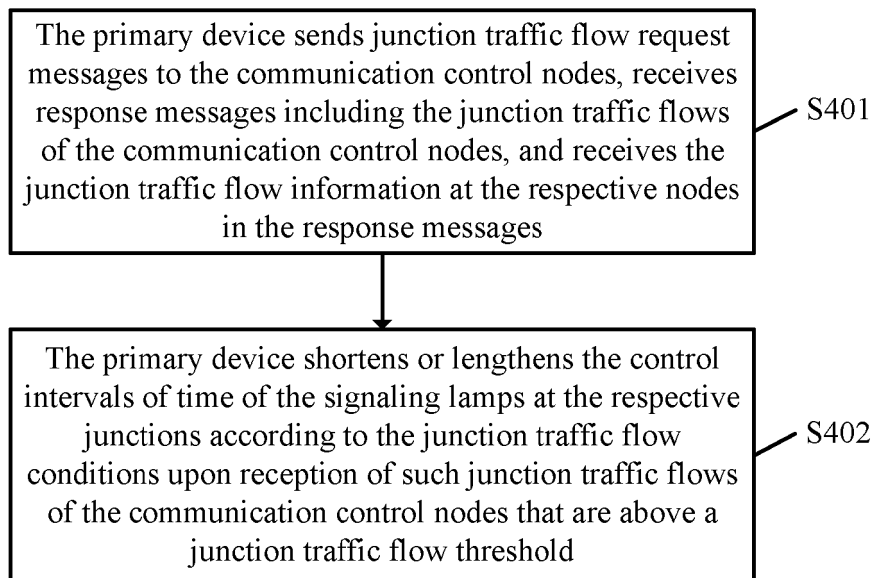 The primary device sends junction traffic flow request
messages to the communication control nodes, receives
response messages including the junction traffic flows
of the communication control nodes, and receives the
junction traffic flow information at the respective nodes
in the response messages
S401
The primary device shortens or lengthens the control
intervals of time of the signaling lamps at the respective
junctions according to the junction traffic flow
conditions upon reception of such junction traffic flows
of the communication control nodes that are above a
junction traffic flow threshold
S402